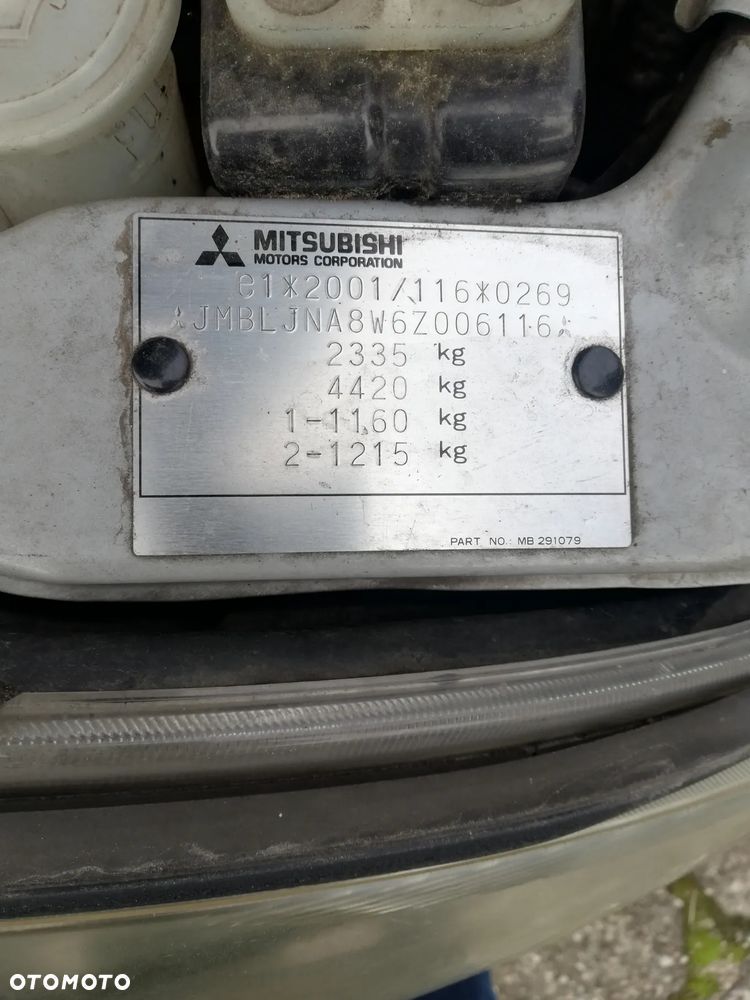 MITSUBISHI
MOTORS CORPORATION
e1*2001/116*0269
JMBLJNA8W6Z006116
2335 kg
4420 kg
1-1160 kg
2-1215 kg
PART NO.: MB 291079
OTOMOTO